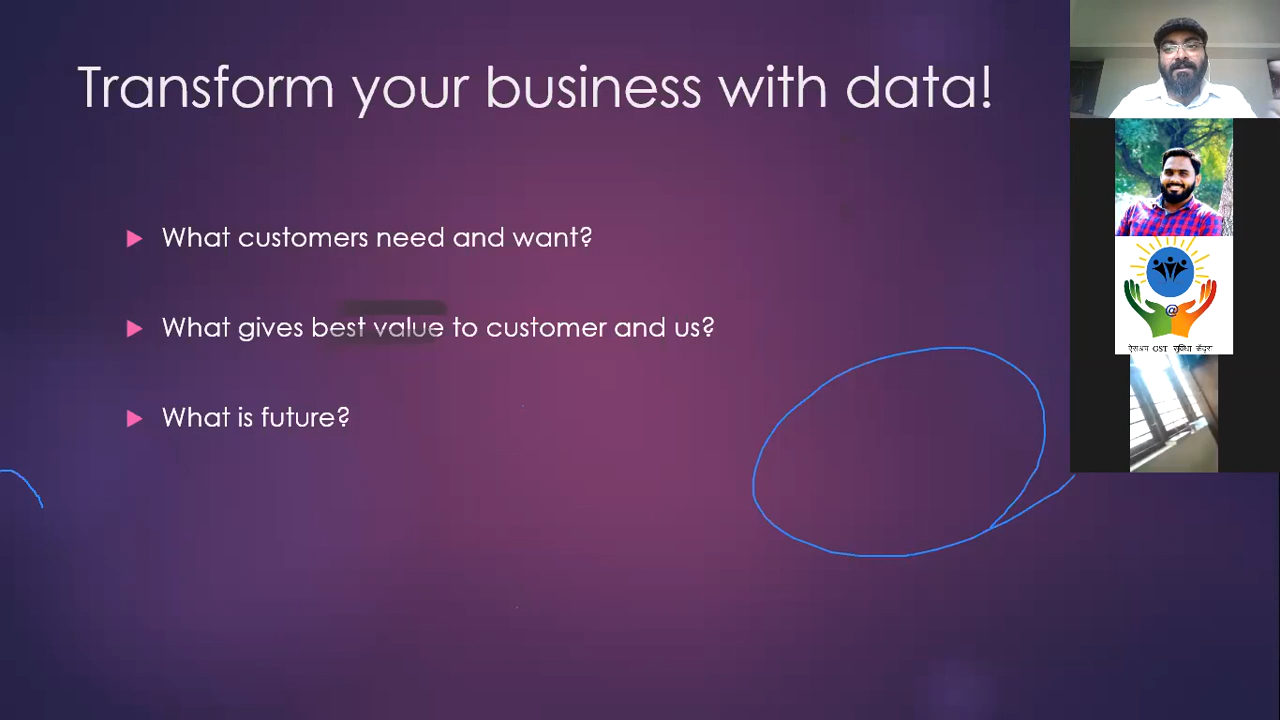 Transform your business with data!
What customers need and want?
What gives best value to customer and us?
What is future?
@
GST सुविधा केंद्रा